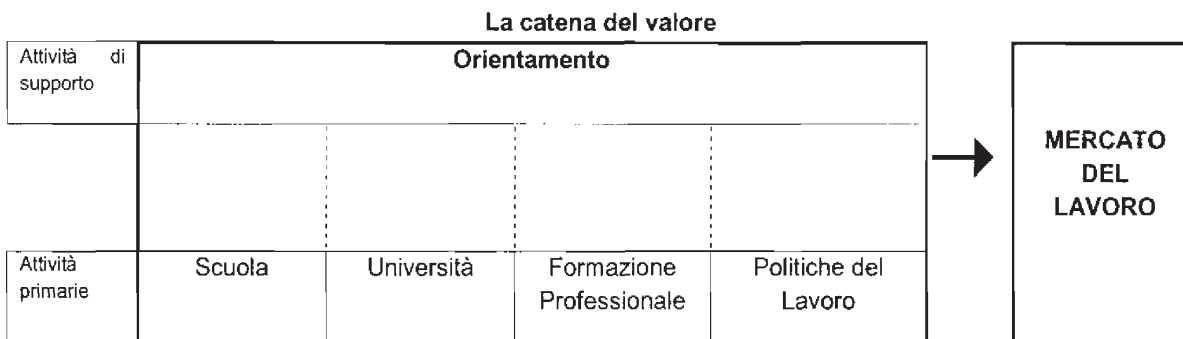 La catena del valore
Attività di
supporto
Orientamento
MERCATO
DEL
LAVORO
Attività
primarie
Scuola
Università
Formazione
Professionale
Politiche del
Lavoro